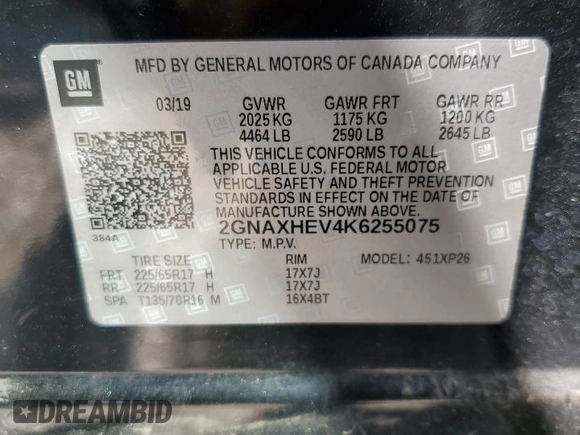 GM
MFD BY GENERAL MOTORS OF CANADA COMPANY
03/19 GVWR GAWR FRT GAWR RR
2025 KG 1175 KG 1200 KG
4464 LB 2590 LB 2645 LB
THIS VEHICLE CONFORMS TO ALL
APPLICABLE U.S. FEDERAL MOTOR
VEHICLE SAFETY AND THEFT PREVENTION
STANDARDS IN EFFECT ON THE DATE OF
MANUFACTURE SHOWN ABOVE.
384A
2GNAXHEV4K6255075
TYPE: M.P.V. MODEL: 451XP26
TIRE SIZE RIM
FRT 225/65R17 H 17X7J
RR 225/65R17 H 17X7J
SPA T135/70R16 M 16X4BT
DREAMBID